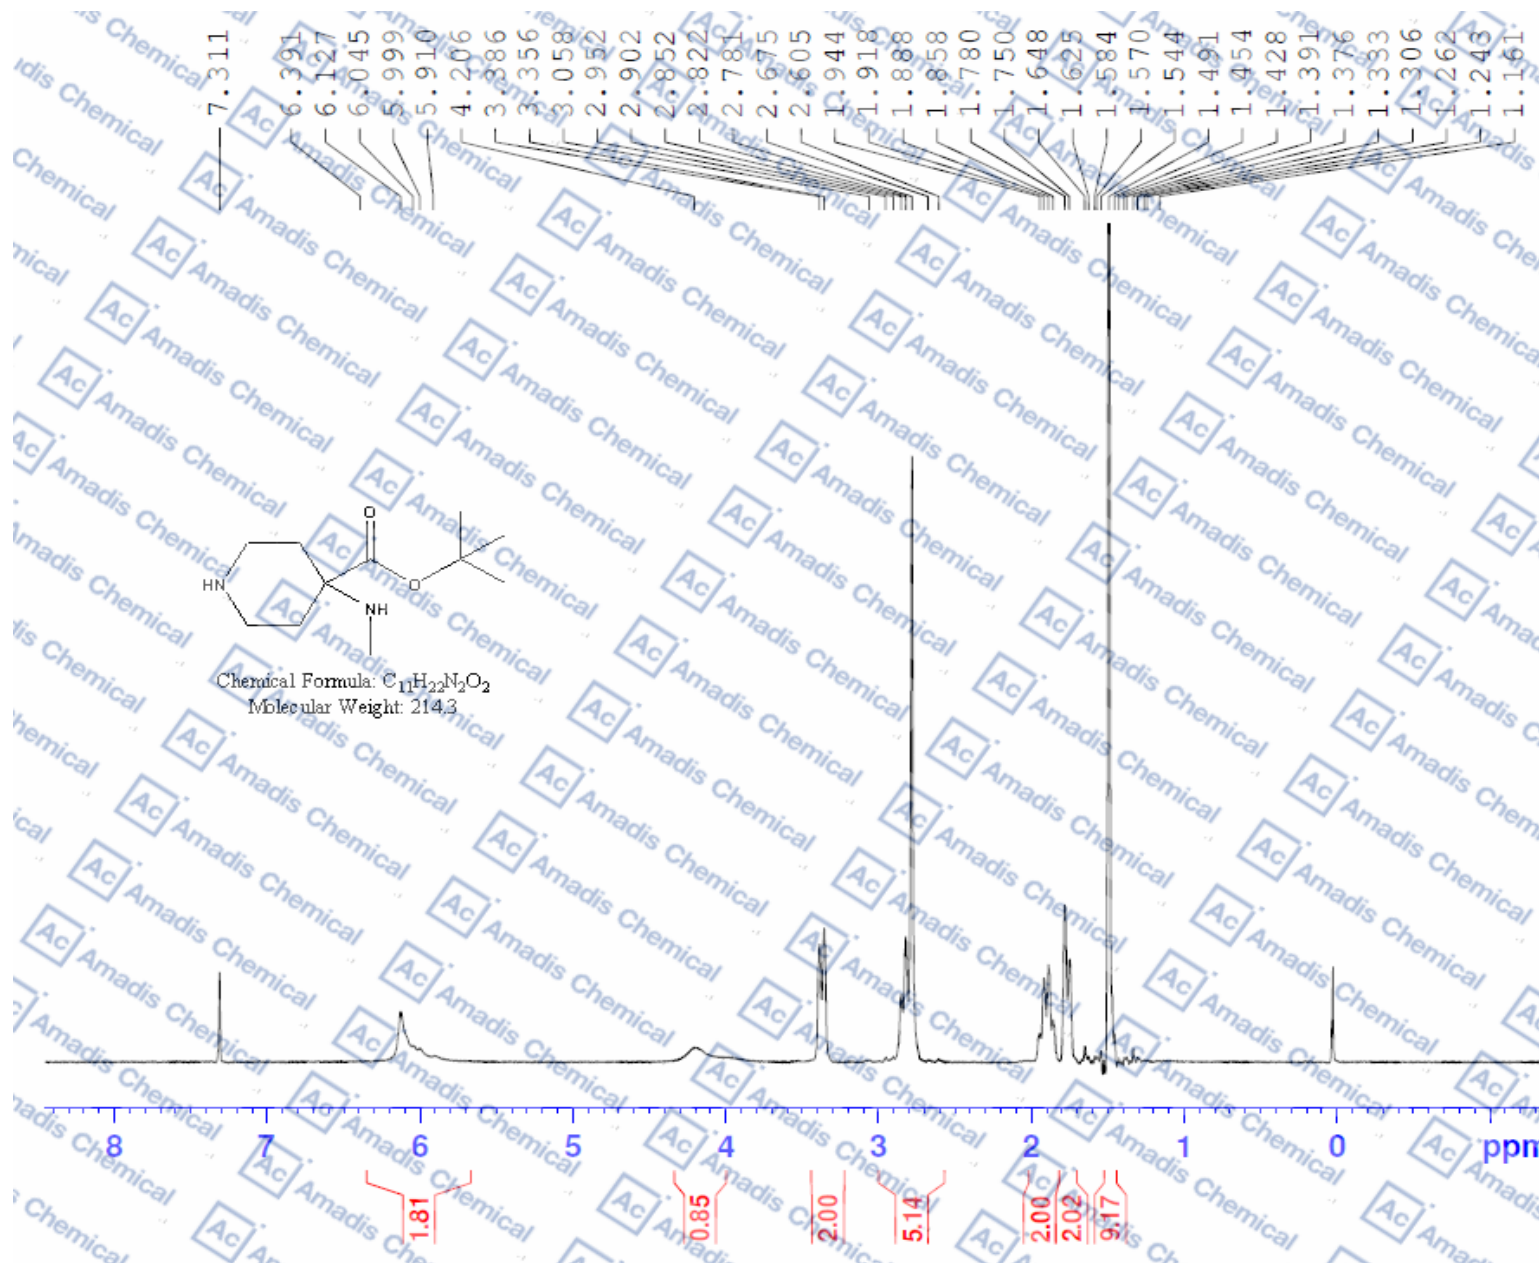 7.311 6.391 6.127 6.045 5.999 5.910 4.206 3.386 3.356 3.058 2.952 2.902 2.852 2.822 2.781 2.675 2.605 1.944 1.918 1.888 1.858 1.780 1.750 1.648 1.625 1.584 1.570 1.544 1.491 1.454 1.428 1.391 1.376 1.333 1.306 1.262 1.243 1.161
O
HN
O
NH
Chemical Formula: C₁₁H₂₂N₂O₂
Molecular Weight: 214.3
8 7 6 5 4 3 2 1 0 ppm
1.81 0.85 2.00 5.14 2.00 2.02 9.17
Ac Amadis Chemical